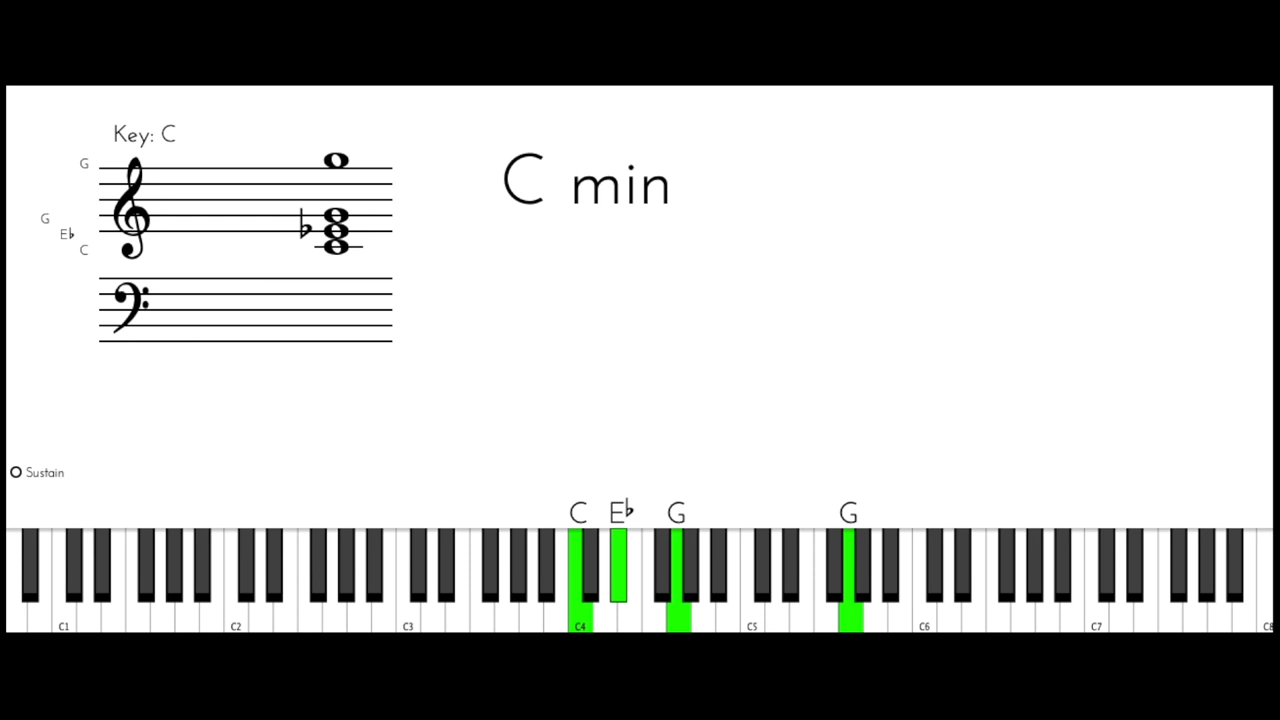 Key: C
G
C min
G
E♭
C
Sustain
C E♭ G G
C1 C2 C3 C4 C5 C6 C7 C8